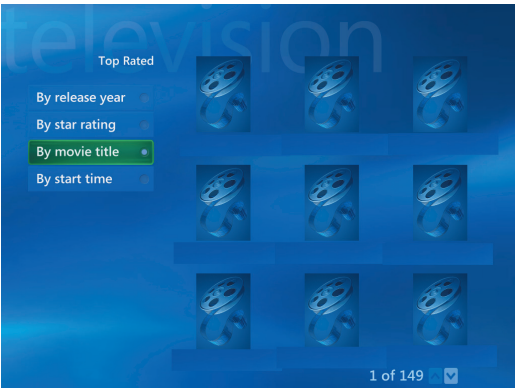 television
Top Rated
By release year
By star rating
By movie title
By start time
1 of 149